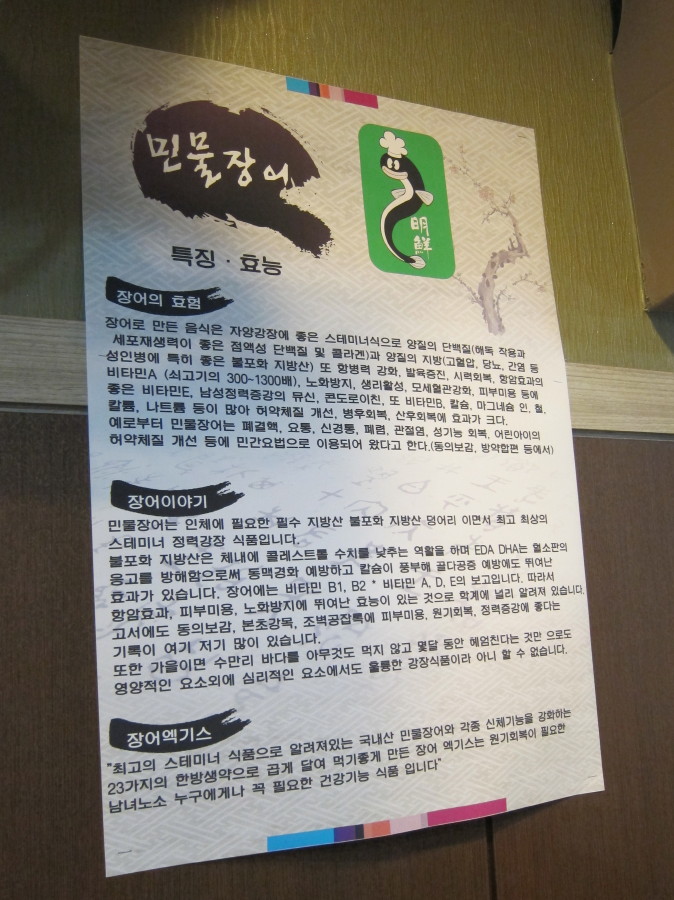 민물장어
明鮮
특징 · 효능
장어의 효험
장어로 만든 음식은 자양강장에 좋은 스테미너식으로 양질의 단백질(해독 작용과
세포재생력이 좋은 점액성 단백질 및 콜라겐)과 양질의 지방(고혈압, 당뇨, 간염 등
성인병에 특히 좋은 불포화 지방산) 또 항병력 강화, 발육증진, 시력회복, 항암효과의
비타민A (쇠고기의 300~1300배), 노화방지, 생리활성, 모세혈관강화, 피부미용 등에
좋은 비타민E, 남성정력증강의 뮤신, 콘도로이친, 또 비타민B, 칼슘, 마그네슘 인, 철,
칼륨, 나트륨 등이 많아 허약체질 개선, 병후회복, 산후회복에 효과가 크다.
예로부터 민물장어는 폐결핵, 요통, 신경통, 폐렴, 관절염, 성기능 회복, 어린아이의
허약체질 개선 등에 민간요법으로 이용되어 왔다고 한다.(동의보감, 방약합편 등에서)
장어이야기
민물장어는 인체에 필요한 필수 지방산 불포화 지방산 덩어리 이면서 최고 최상의
스테미너 정력강장 식품입니다.
불포화 지방산은 체내에 콜레스트롤 수치를 낮추는 역활을 하며 EDA DHA는 혈소판의
응고를 방해함으로써 동맥경화 예방하고 칼슘이 풍부해 골다공증 예방에도 뛰어난
효과가 있습니다. 장어에는 비타민 B1, B2 * 비타민 A, D, E의 보고입니다. 따라서
항암효과, 피부미용, 노화방지에 뛰어난 효능이 있는 것으로 학계에 널리 알려져 있습니다.
고서에도 동의보감, 본초강목, 조벽공잡록에 피부미용, 원기회복, 정력증강에 좋다는
기록이 여기 저기 많이 있습니다.
또한 가을이면 수만리 바다를 아무것도 먹지 않고 몇달 동안 헤엄친다는 것만 으로도
영양적인 요소외에 심리적인 요소에서도 울퉁한 강장식품이라 아니 할 수 없습니다.
장어엑기스
"최고의 스테미너 식품으로 알려져있는 국내산 민물장어와 각종 신체기능을 강화하는
23가지의 한방생약으로 곱게 달여 먹기좋게 만든 장어 엑기스는 원기회복이 필요한
남녀노소 누구에게나 꼭 필요한 건강기능 식품 입니다"